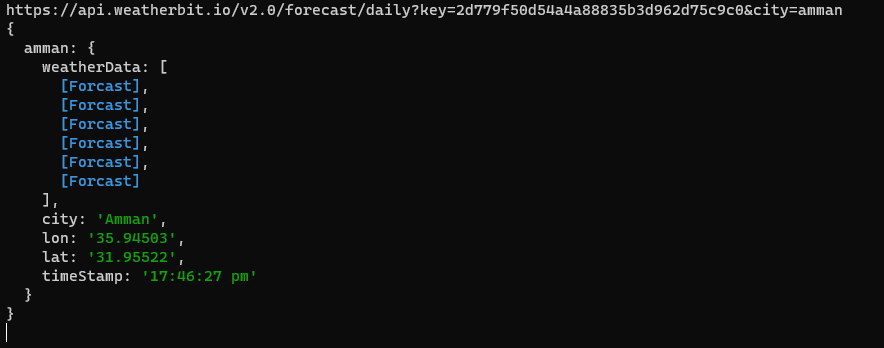 https://api.weatherbit.io/v2.0/forecast/daily?key=2d779f50d54a4a88835b3d962d75c9c0&city=amman
{
  amman: {
    weatherData: [
      [Forcast],
      [Forcast],
      [Forcast],
      [Forcast],
      [Forcast],
      [Forcast]
    ],
    city: 'Amman',
    lon: '35.94503',
    lat: '31.95522',
    timeStamp: '17:46:27 pm'
  }
}